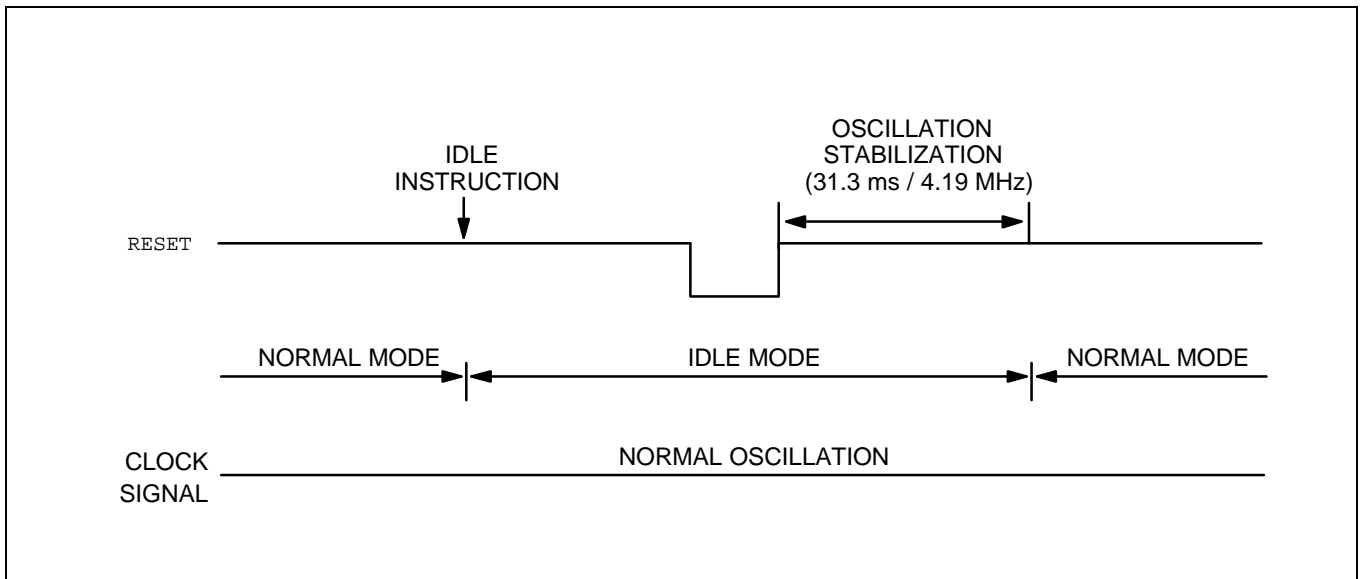 OSCILLATION
STABILIZATION
(31.3 ms / 4.19 MHz)
IDLE
INSTRUCTION
RESET
NORMAL MODE
IDLE MODE
NORMAL MODE
CLOCK
SIGNAL
NORMAL OSCILLATION